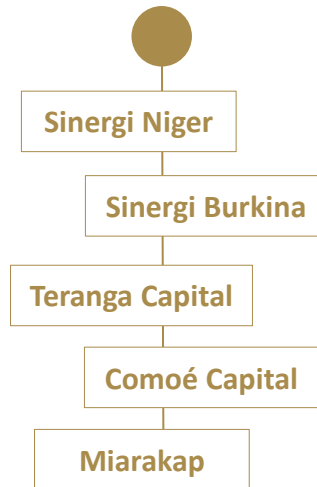 Sinergi Niger
Sinergi Burkina
Teranga Capital
Comoé Capital
Miarakap